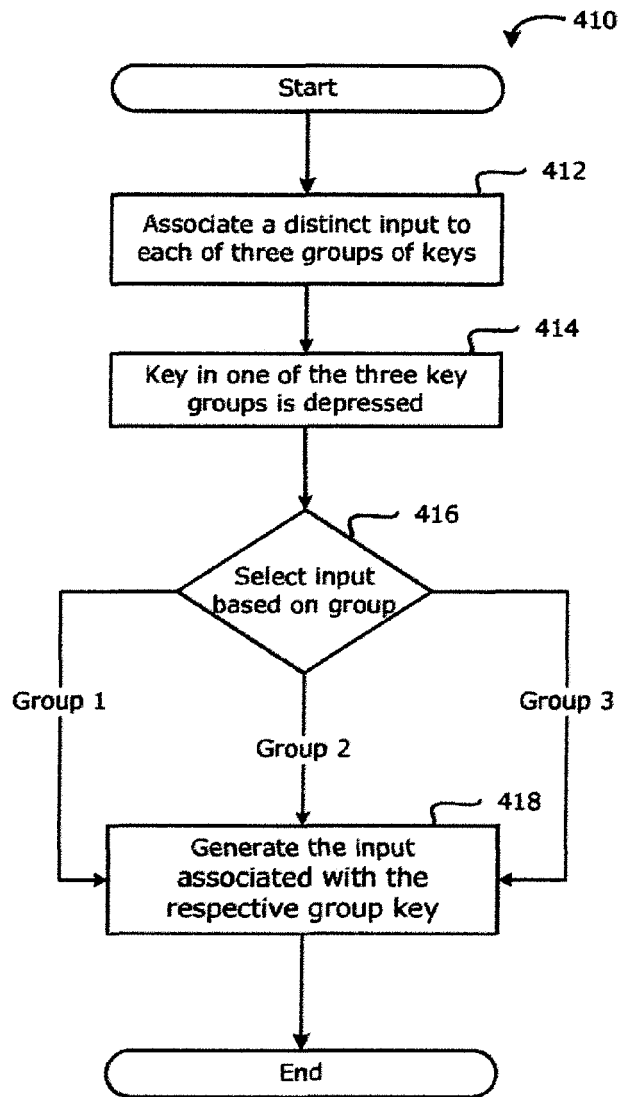 410
Start
412
Associate a distinct input to
each of three groups of keys
414
Key in one of the three key
groups is depressed
416
Select input
based on group
Group 1
Group 3
Group 2
418
Generate the input
associated with the
respective group key
End